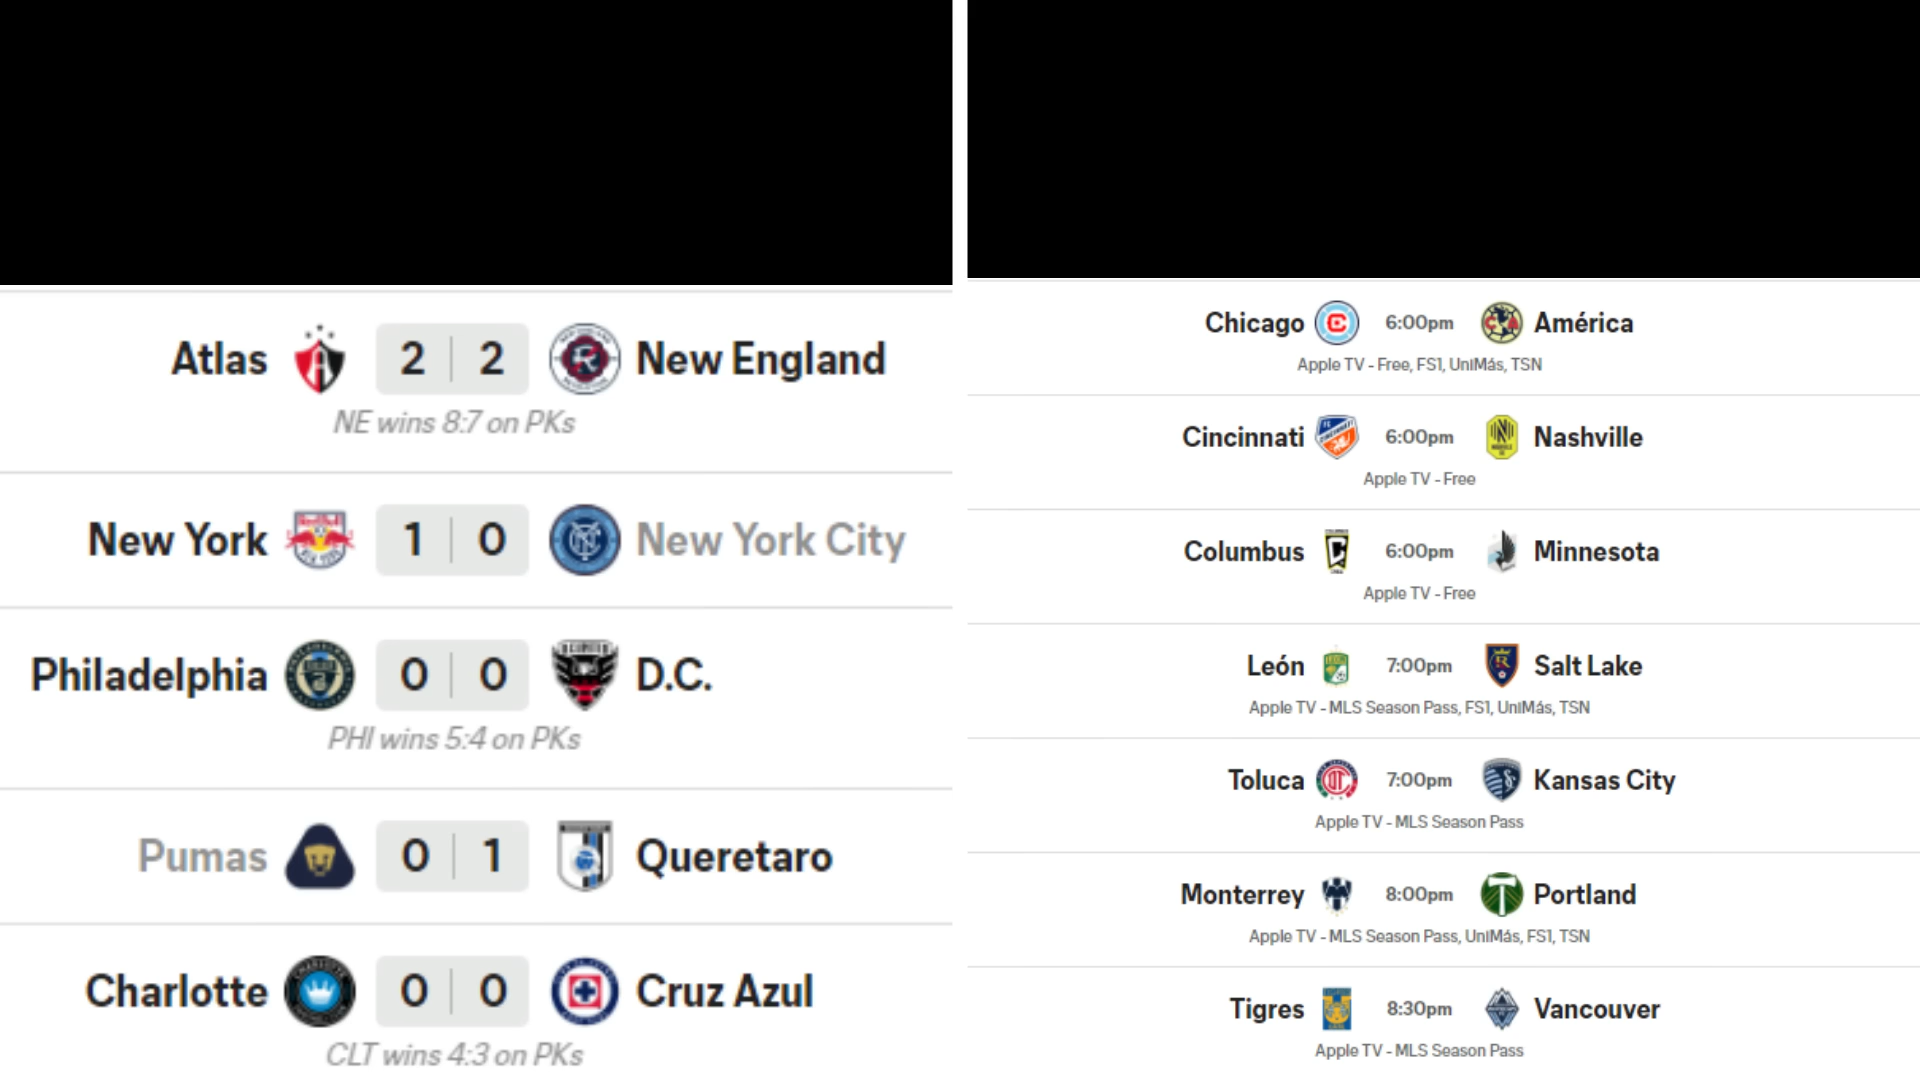 Atlas 2 | 2 New England
NE wins 8:7 on PKs
New York 1 | 0 New York City
Philadelphia 0 | 0 D.C.
PHI wins 5:4 on PKs
Pumas 0 | 1 Queretaro
Charlotte 0 | 0 Cruz Azul
CLT wins 4:3 on PKs
Chicago 6:00pm América
Apple TV - Free, FS1, UniMás, TSN
Cincinnati 6:00pm Nashville
Apple TV - Free
Columbus 6:00pm Minnesota
Apple TV - Free
León 7:00pm Salt Lake
Apple TV - MLS Season Pass, FS1, UniMás, TSN
Toluca 7:00pm Kansas City
Apple TV - MLS Season Pass
Monterrey 8:00pm Portland
Apple TV - MLS Season Pass, UniMás, FS1, TSN
Tigres 8:30pm Vancouver
Apple TV - MLS Season Pass